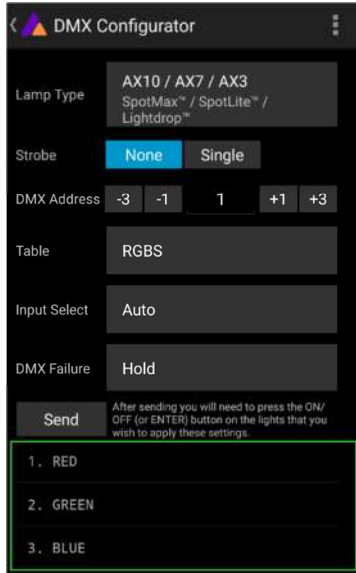 DMX Configurator
Lamp Type
AX10 / AX7 / AX3
SpotMax™ / SpotLite™ /
Lightdrop™
Strobe
None Single
DMX Address -3 -1 1 +1 +3
Table RGBS
Input Select Auto
DMX Failure Hold
Send
After sending you will need to press the ON/
OFF (or ENTER) button on the lights that you
wish to apply these settings.
1. RED
2. GREEN
3. BLUE